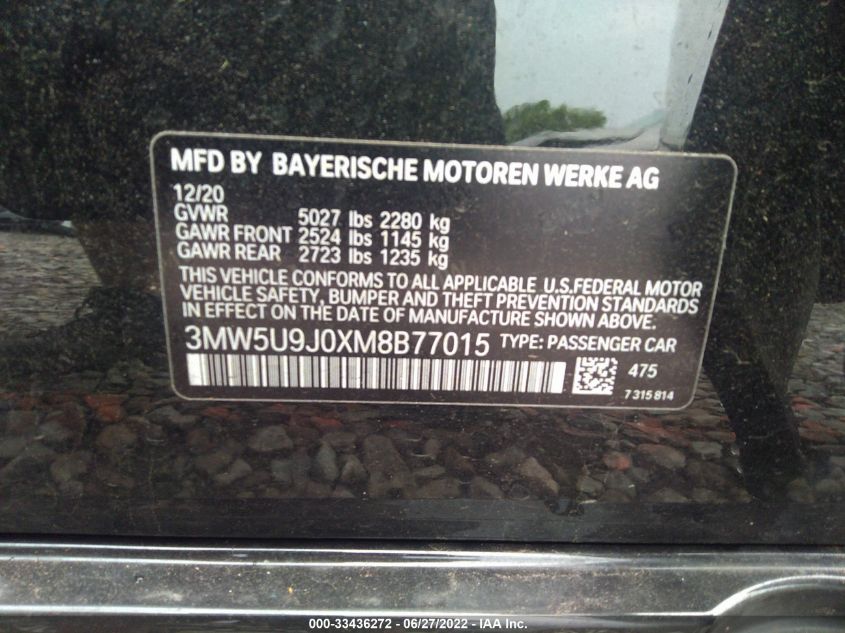 MFD BY BAYERISCHE MOTOREN WERKE AG
12/20
GVWR 5027 lbs 2280 kg
GAWR FRONT 2524 lbs 1145 kg
GAWR REAR 2723 lbs 1235 kg
THIS VEHICLE CONFORMS TO ALL APPLICABLE U.S.FEDERAL MOTOR
VEHICLE SAFETY, BUMPER AND THEFT PREVENTION STANDARDS
IN EFFECT ON THE DATE OF MANUFACTURE SHOWN ABOVE.
3MW5U9J0XM8B77015 TYPE: PASSENGER CAR
475
7 315 814
000-33436272 - 06/27/2022 - IAA Inc.